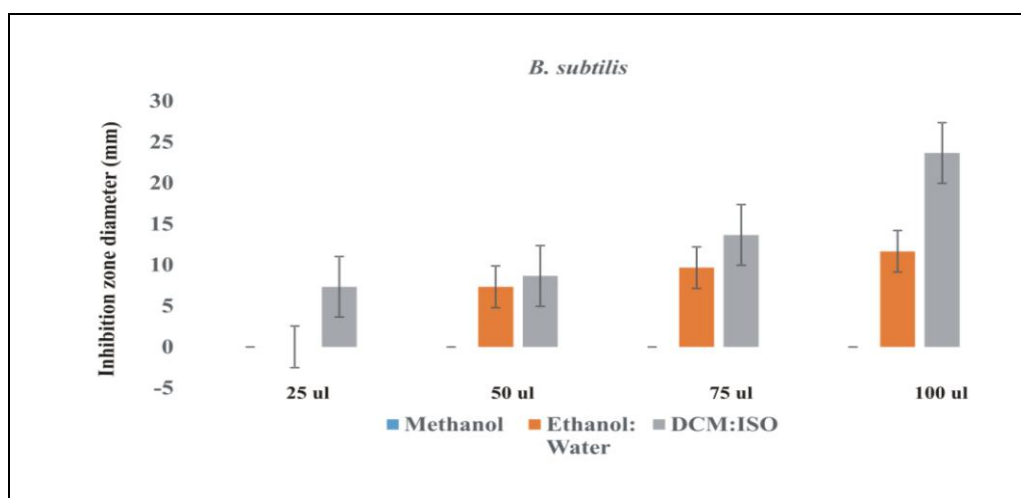 B. subtilis
Inhibition zone diameter (mm)
30
25
20
15
10
5
0
-5
25 ul 50 ul 75 ul 100 ul
Methanol Ethanol: DCM:ISO
Water